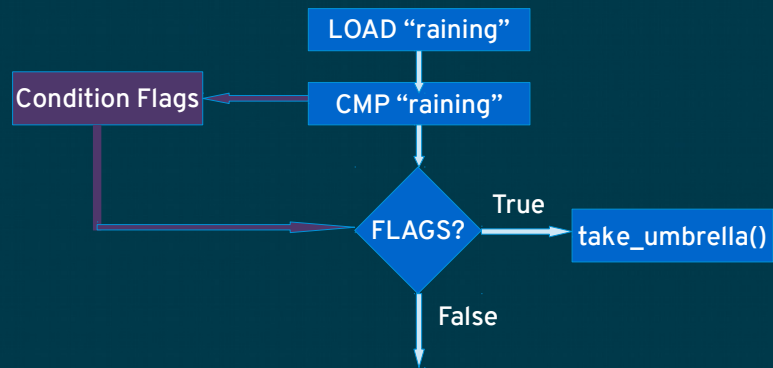 LOAD “raining”
Condition Flags
CMP “raining”
True
FLAGS?
take_umbrella()
False